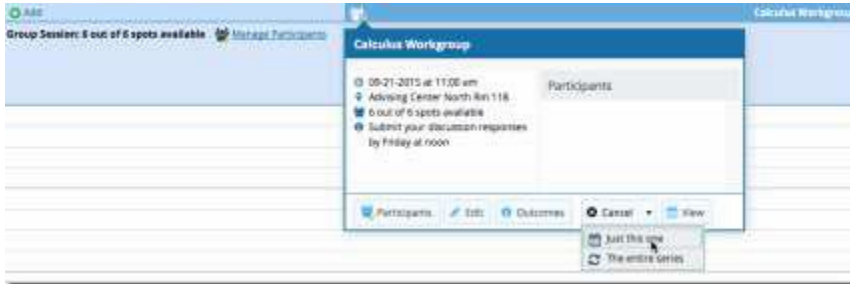 Add
Calculus Workgroup
Group Session: 6 out of 6 spots available Manage Participants
Calculus Workgroup
09-21-2015 at 11:00 am
Advising Center North Rm 118
6 out of 6 spots available
Submit your discussion responses
by Friday at noon
Participants
Participants Edit Outcomes Cancel View
Just this one
The entire series